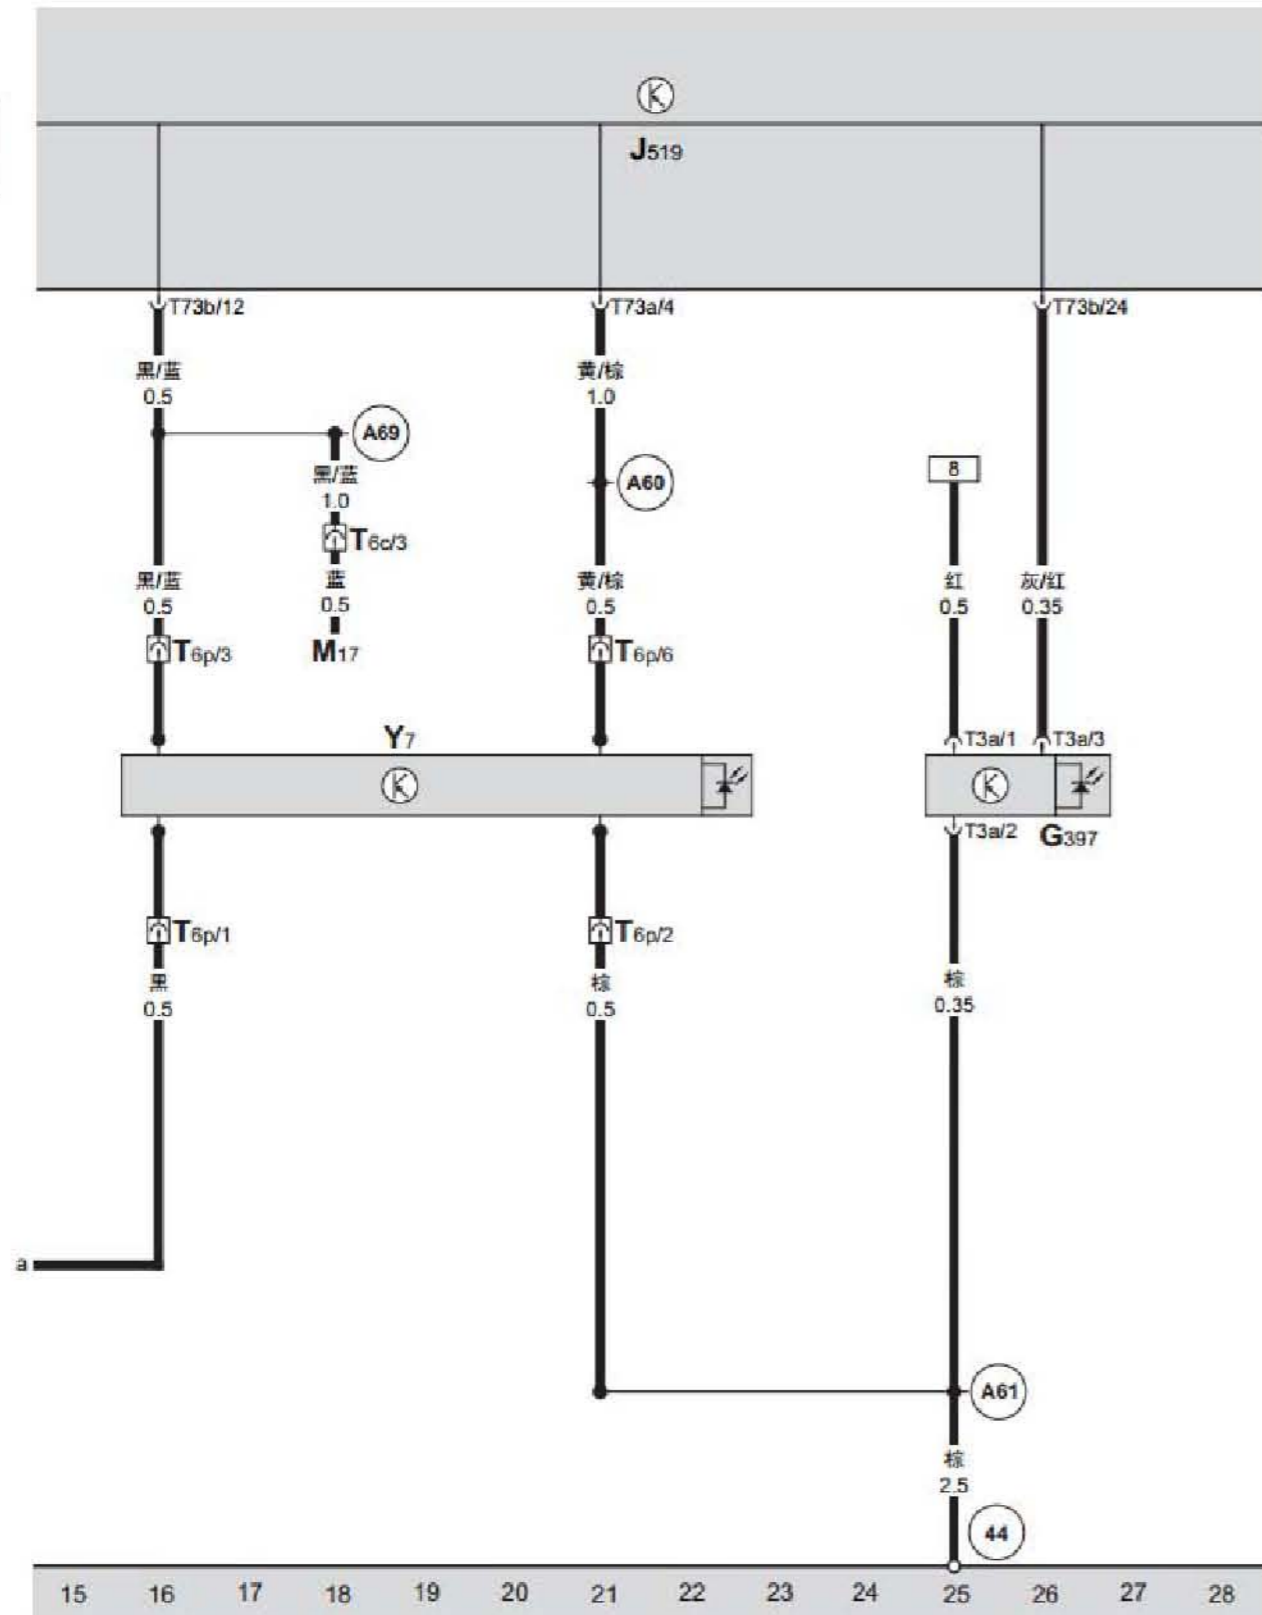 J519
T73b/12 T73a/4 T73b/24
黑/蓝 黄/棕
0.5 1.0
A69
黑/蓝 A60 8
1.0
T6c/3
黑/蓝 蓝 黄/棕 红 灰/红
0.5 0.5 0.5 0.5 0.35
T6p/3 M17 T6p/6
Y7 T3a/1 T3a/3
T3a/2 G397
T6p/1 T6p/2
黑 棕 棕
0.5 0.5 0.35
a
A61
棕
2.5
44
15 16 17 18 19 20 21 22 23 24 25 26 27 28